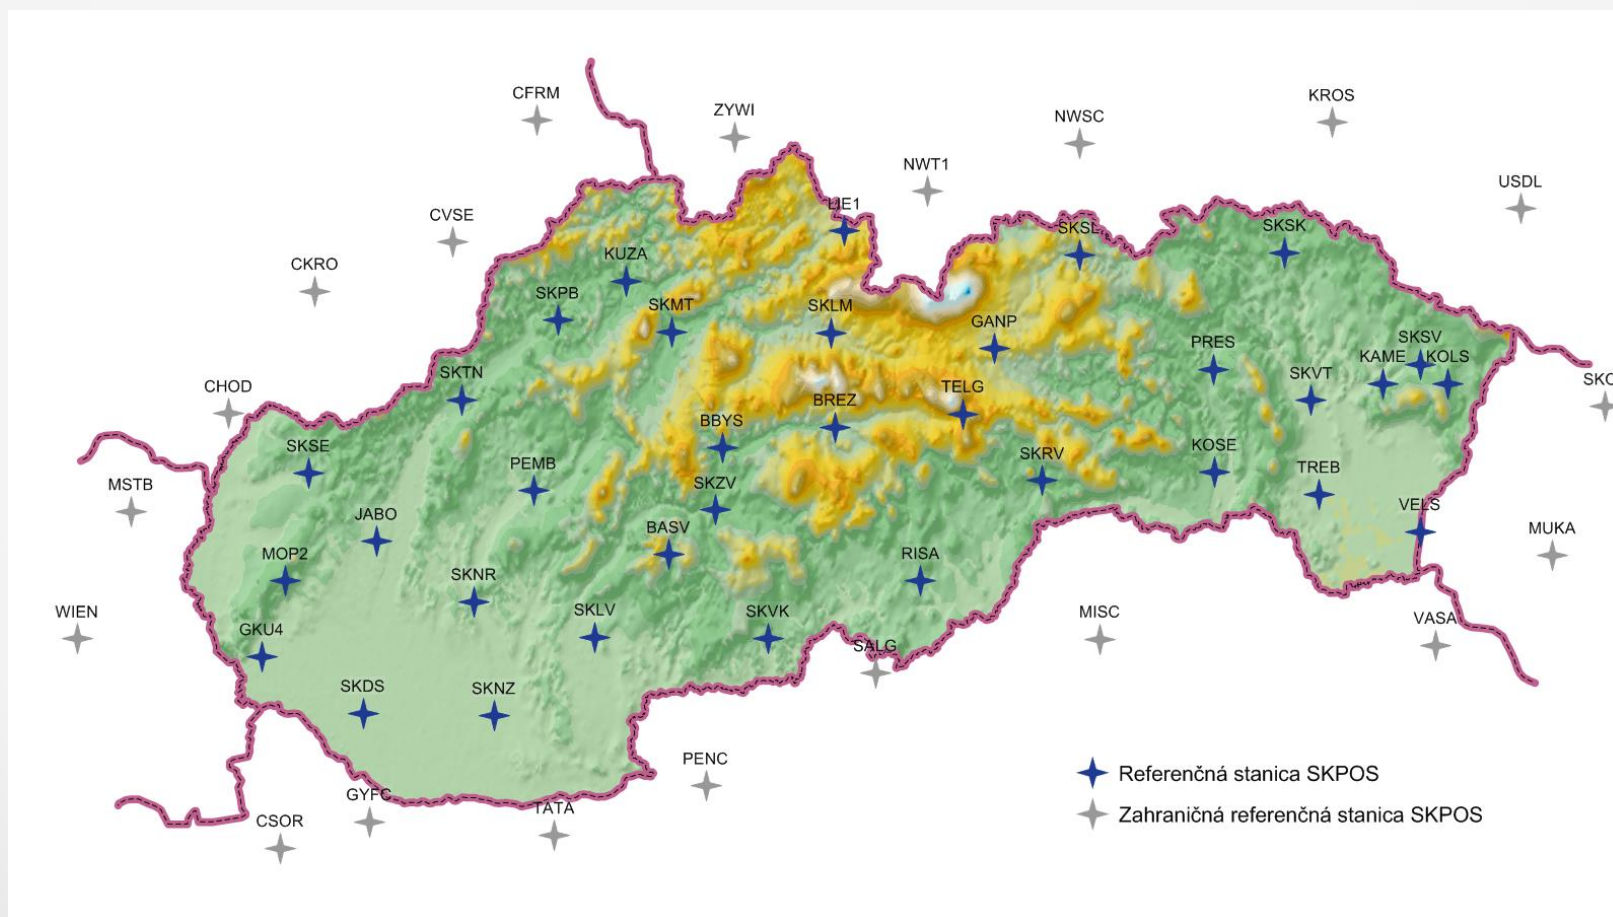 CFRM
KROS
ZYWI
NWSC
NWT1
USDL
LIE1
CVSE
SKSL
SKSK
KUZA
CKRO
SKPB
SKMT
SKLM
GANP
SKSV
PRES
KAME
KOLS
SKTN
SKVT
CHOD
TELG
BREZ
BBYS
SKSE
KOSE
SKRV
PEMB
TREB
SKZV
MSTB
VELS
JABO
BASV
MUKA
MOP2
RISA
SKNR
WIEN
SKLV
SKVK
MISC
VASA
GKU4
SALG
SKDS
SKNZ
PENC
Referenčná stanica SKPOS
GYFC
TATA
Zahraničná referenčná stanica SKPOS
CSOR